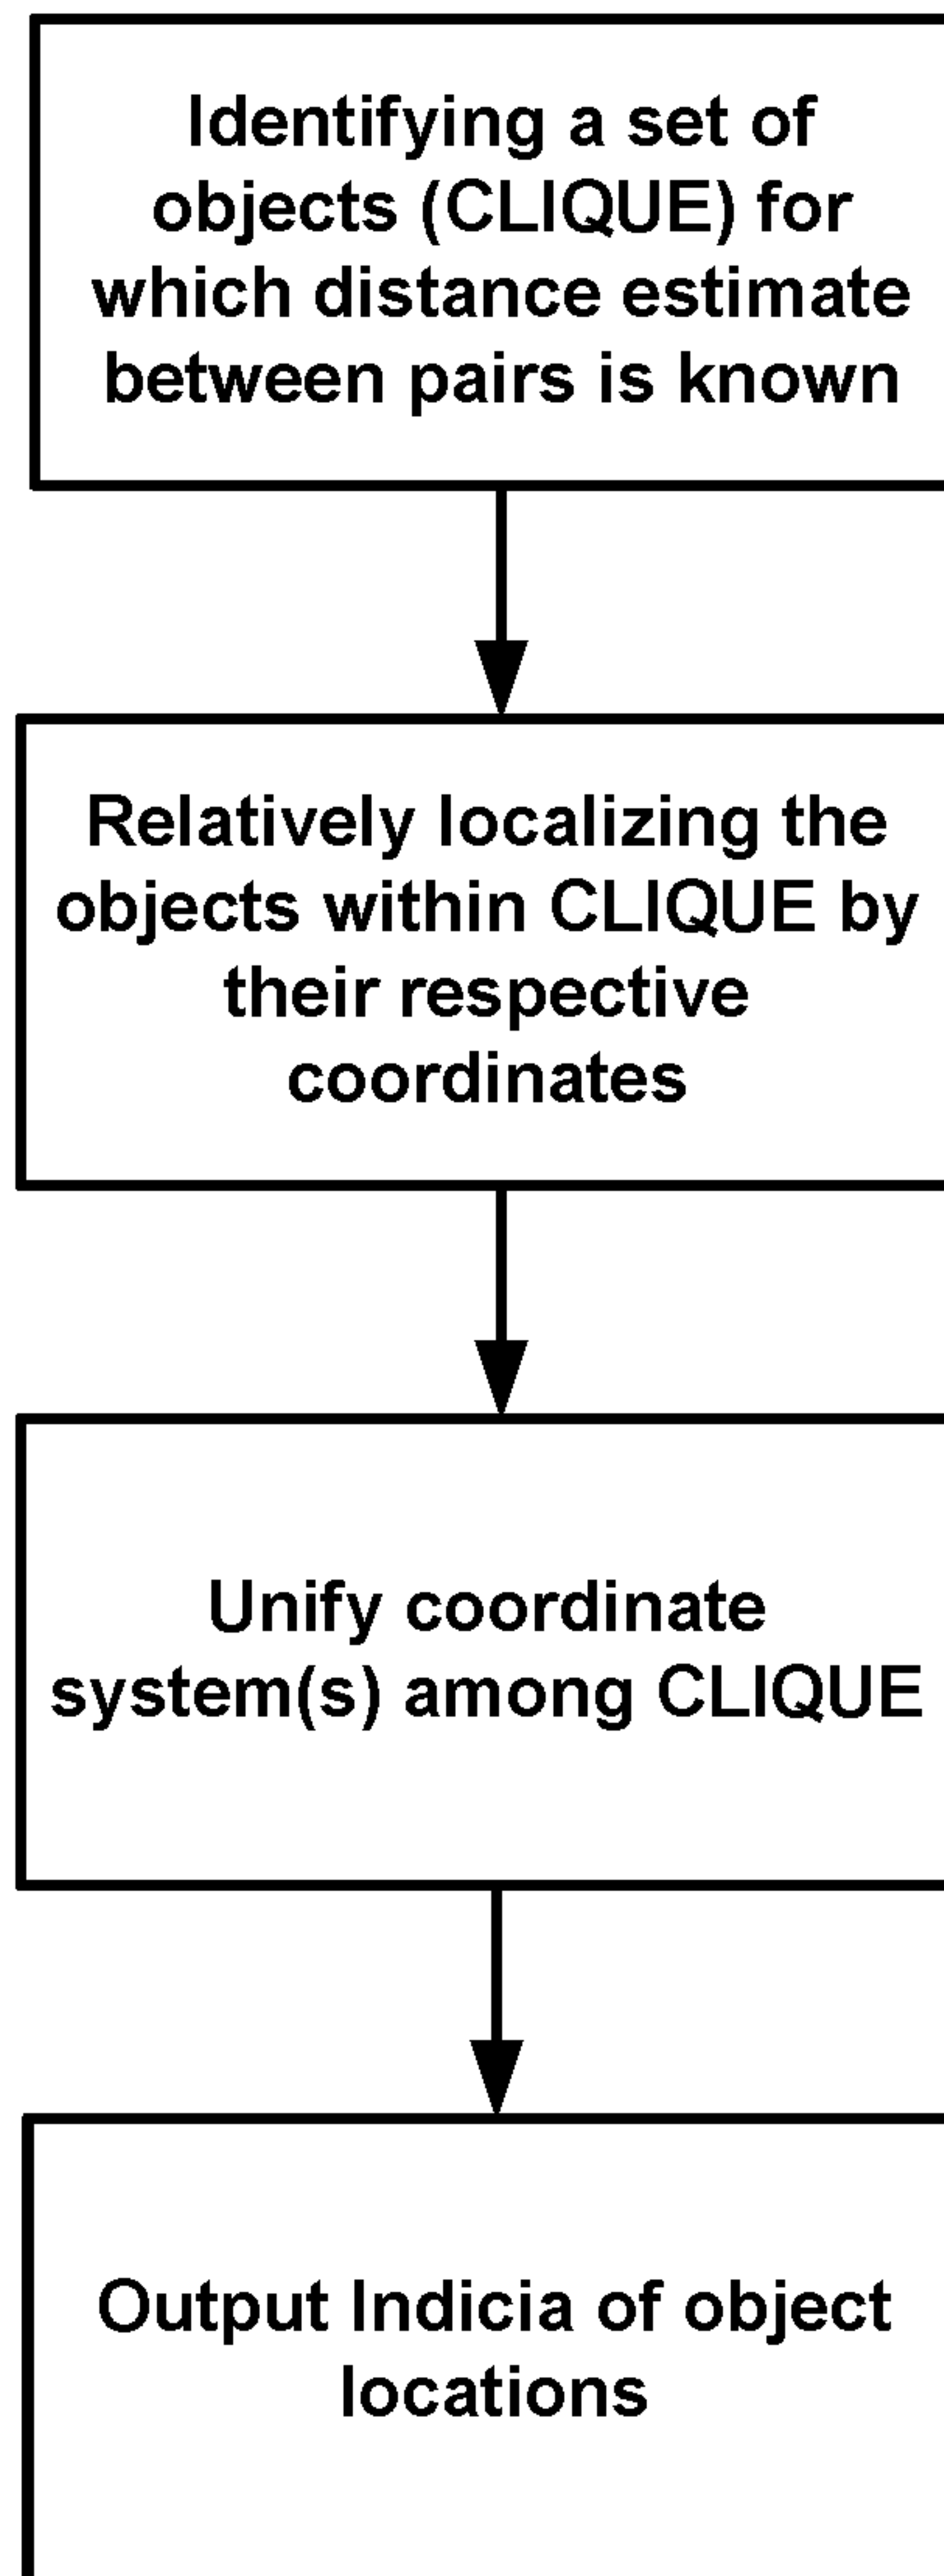 Identifying a set of
objects (CLIQUE) for
which distance estimate
between pairs is known
Relatively localizing the
objects within CLIQUE by
their respective
coordinates
Unify coordinate
system(s) among CLIQUE
Output Indicia of object
locations